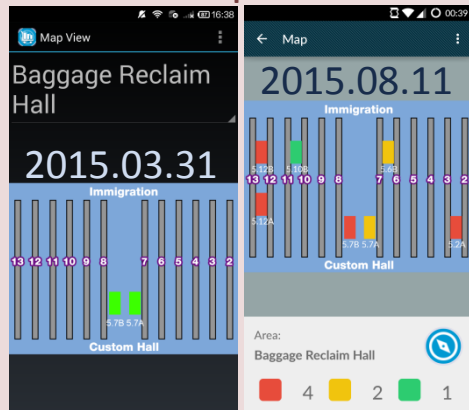 16:38
Map View
Baggage Reclaim
Hall
2015.03.31
Immigration
13 12 11 10 9 8 7 6 5 4 3 2
5.7B 5.7A
Custom Hall
00:39
Map
2015.08.11
Immigration
5.12B 5.10B 5.6B
13 12 11 10 9 8 7 6 5 4 3 2
5.12A
5.7B 5.7A 5.2A
Custom Hall
Area:
Baggage Reclaim Hall
4 2 1